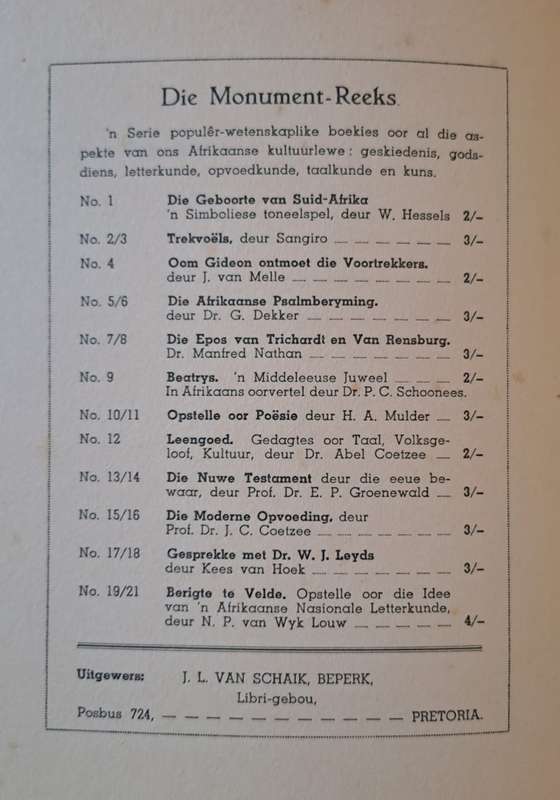 Die Monument-Reeks.
'n Serie populêr-wetenskaplike boekies oor al die as-
pekte van ons Afrikaanse kultuurlewe: geskiedenis, gods-
diens, letterkunde, opvoedkunde, taalkunde en kuns.
No. 1 Die Geboorte van Suid-Afrika
'n Simboliese toneelspel, deur W. Hessels 2/–
No. 2/3 Trekvoëls, deur Sangiro — — — — — — 3/–
No. 4 Oom Gideon ontmoet die Voortrekkers.
deur J. van Melle — — — — — — — — 2/–
No. 5/6 Die Afrikaanse Psalmberyming.
deur Dr. G. Dekker — — — — — — — 3/–
No. 7/8 Die Epos van Trichardt en Van Rensburg.
Dr. Manfred Nathan — — — — — — — 3/–
No. 9 Beatrys. 'n Middeleeuse Juweel — — — 2/–
In Afrikaans oorvertel deur Dr. P. C. Schoonees.
No. 10/11 Opstelle oor Poësie deur H. A. Mulder — 3/–
No. 12 Leengoed. Gedagtes oor Taal, Volksge-
loof, Kultuur, deur Dr. Abel Coetzee — 2/–
No. 13/14 Die Nuwe Testament deur die eeue be-
waar, deur Prof. Dr. E. P. Groenewald — 3/–
No. 15/16 Die Moderne Opvoeding, deur
Prof. Dr. J. C. Coetzee — — — — — — 3/–
No. 17/18 Gesprekke met Dr. W. J. Leyds
deur Kees van Hoek — — — — — — — 3/–
No. 19/21 Berigte te Velde. Opstelle oor die Idee
van 'n Afrikaanse Nasionale Letterkunde,
deur N. P. van Wyk Louw — — — — — 4/–
Uitgewers: J. L. VAN SCHAIK, BEPERK,
Libri-gebou,
Posbus 724, — — — — — — — — — — PRETORIA.